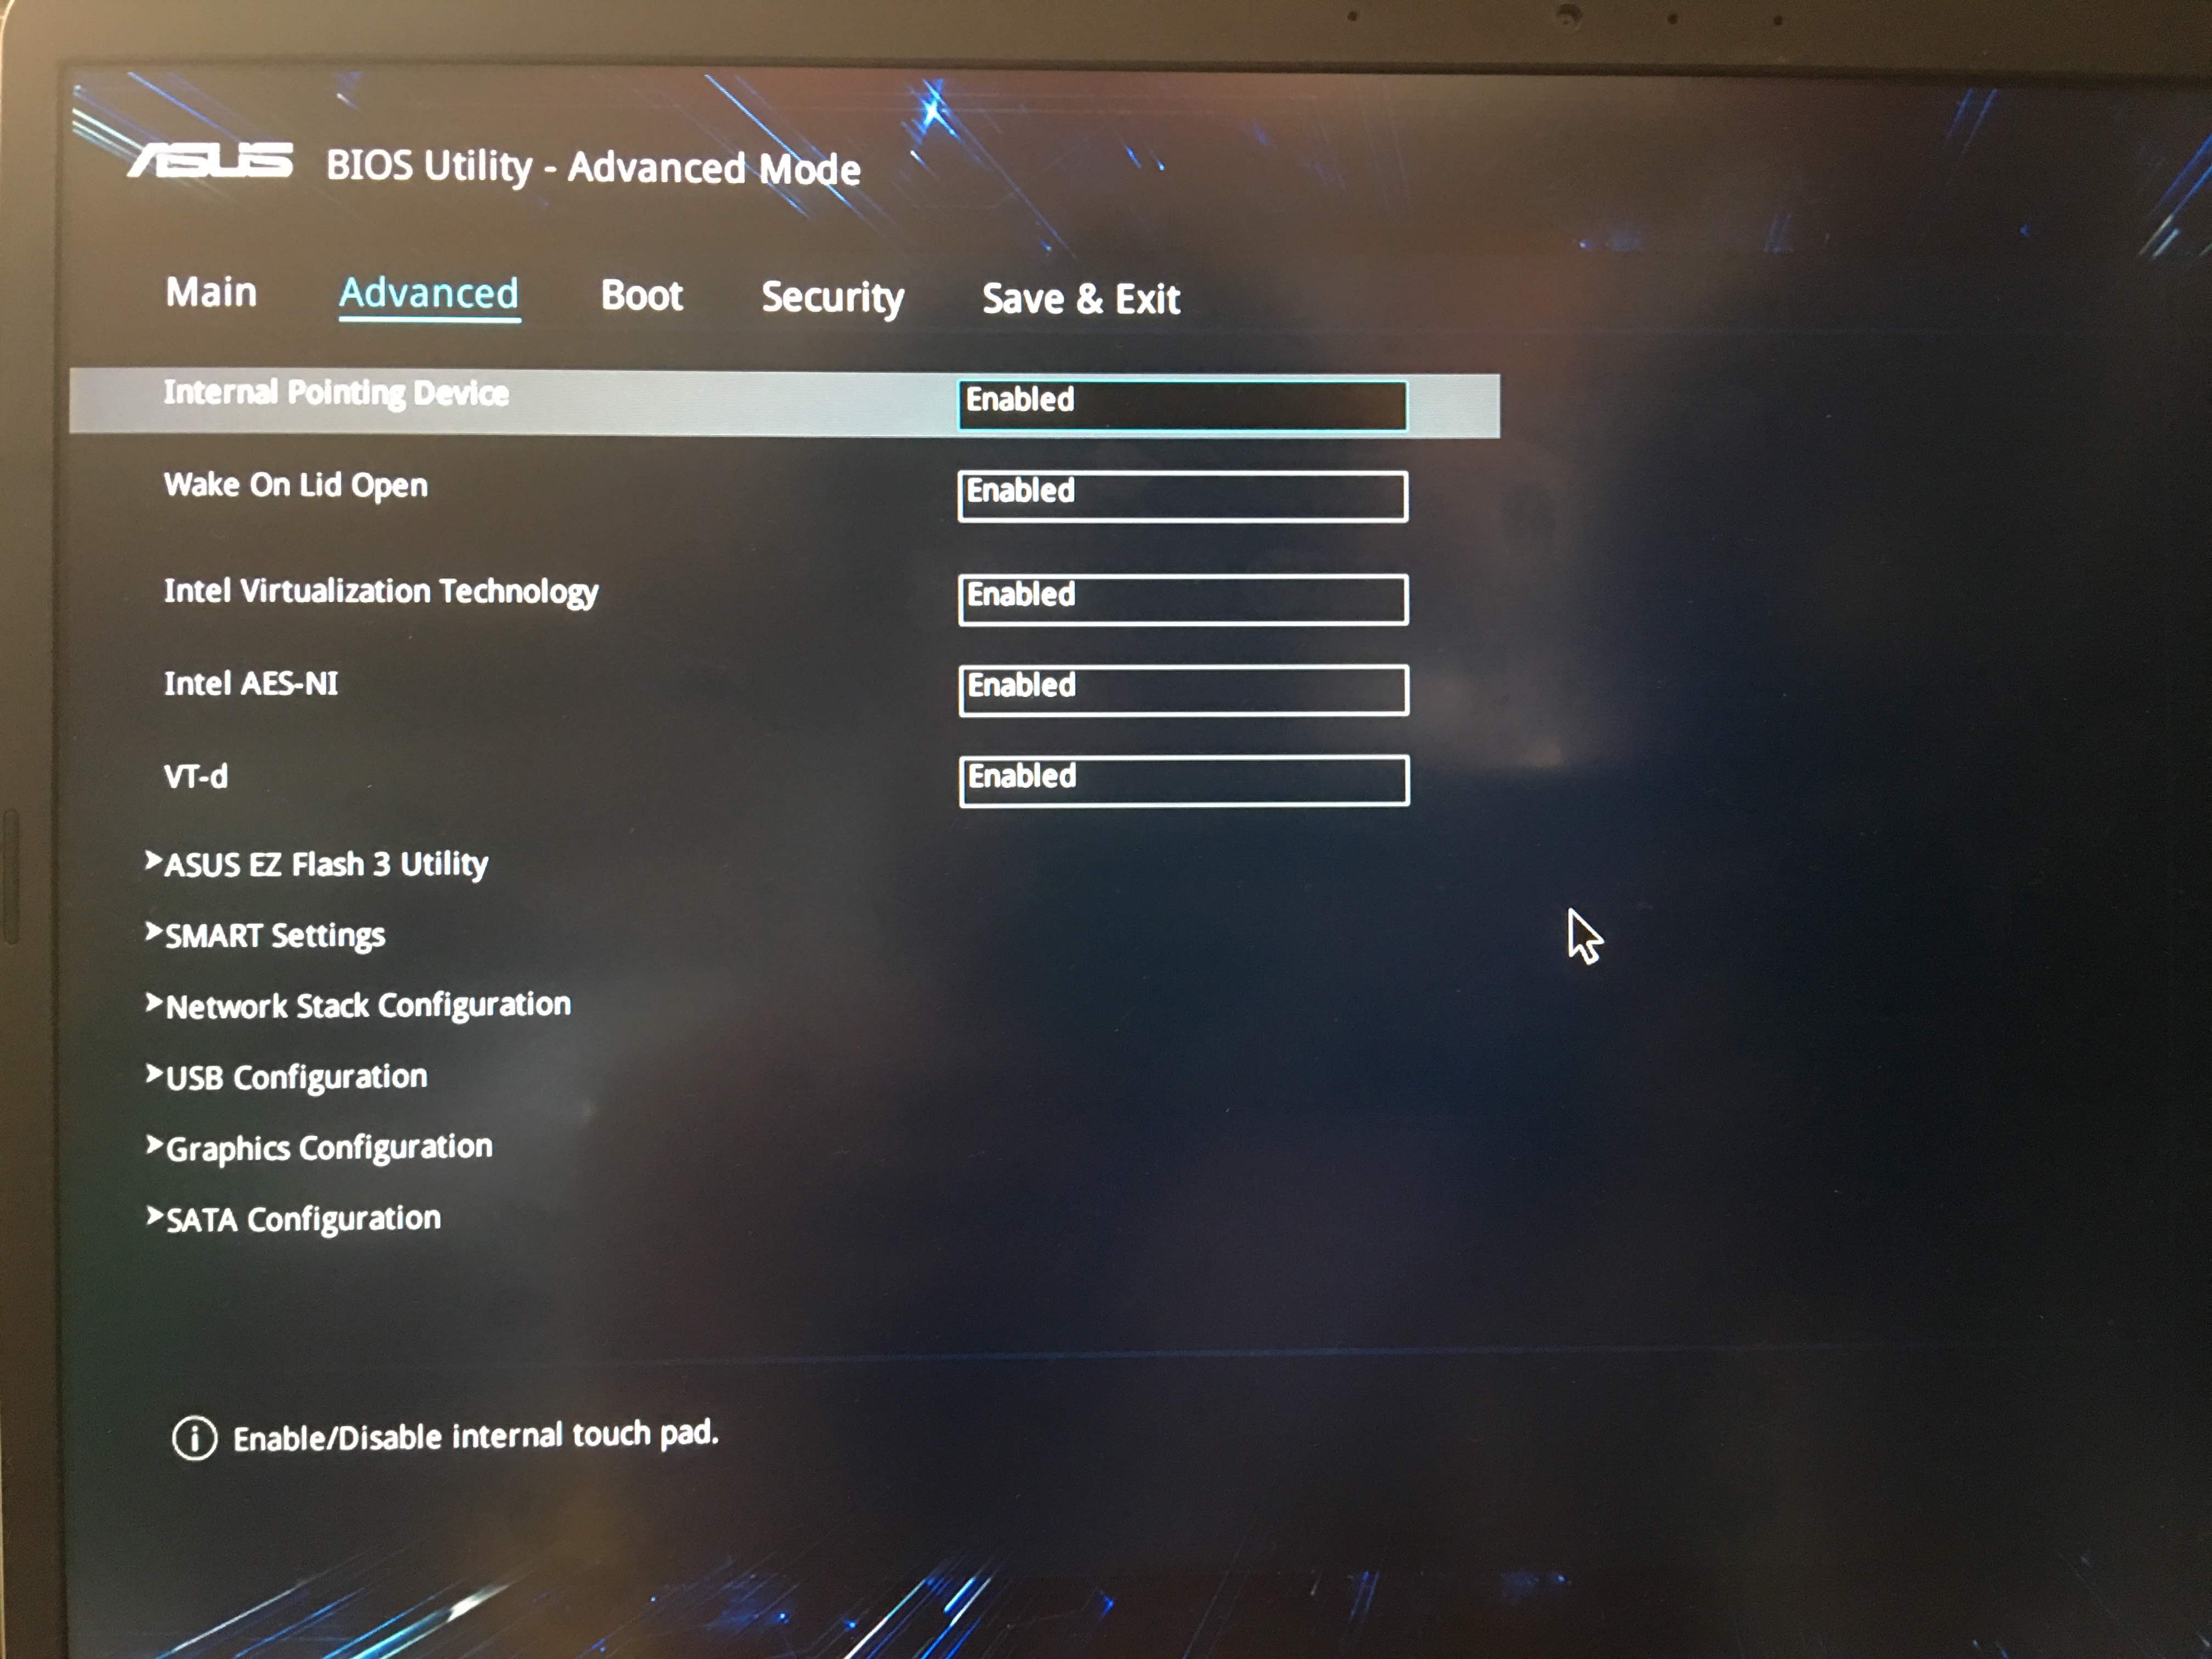 ASUS BIOS Utility - Advanced Mode
Main Advanced Boot Security Save & Exit
Internal Pointing Device Enabled
Wake On Lid Open Enabled
Intel Virtualization Technology Enabled
Intel AES-NI Enabled
VT-d Enabled
>ASUS EZ Flash 3 Utility
>SMART Settings
>Network Stack Configuration
>USB Configuration
>Graphics Configuration
>SATA Configuration
i Enable/Disable internal touch pad.